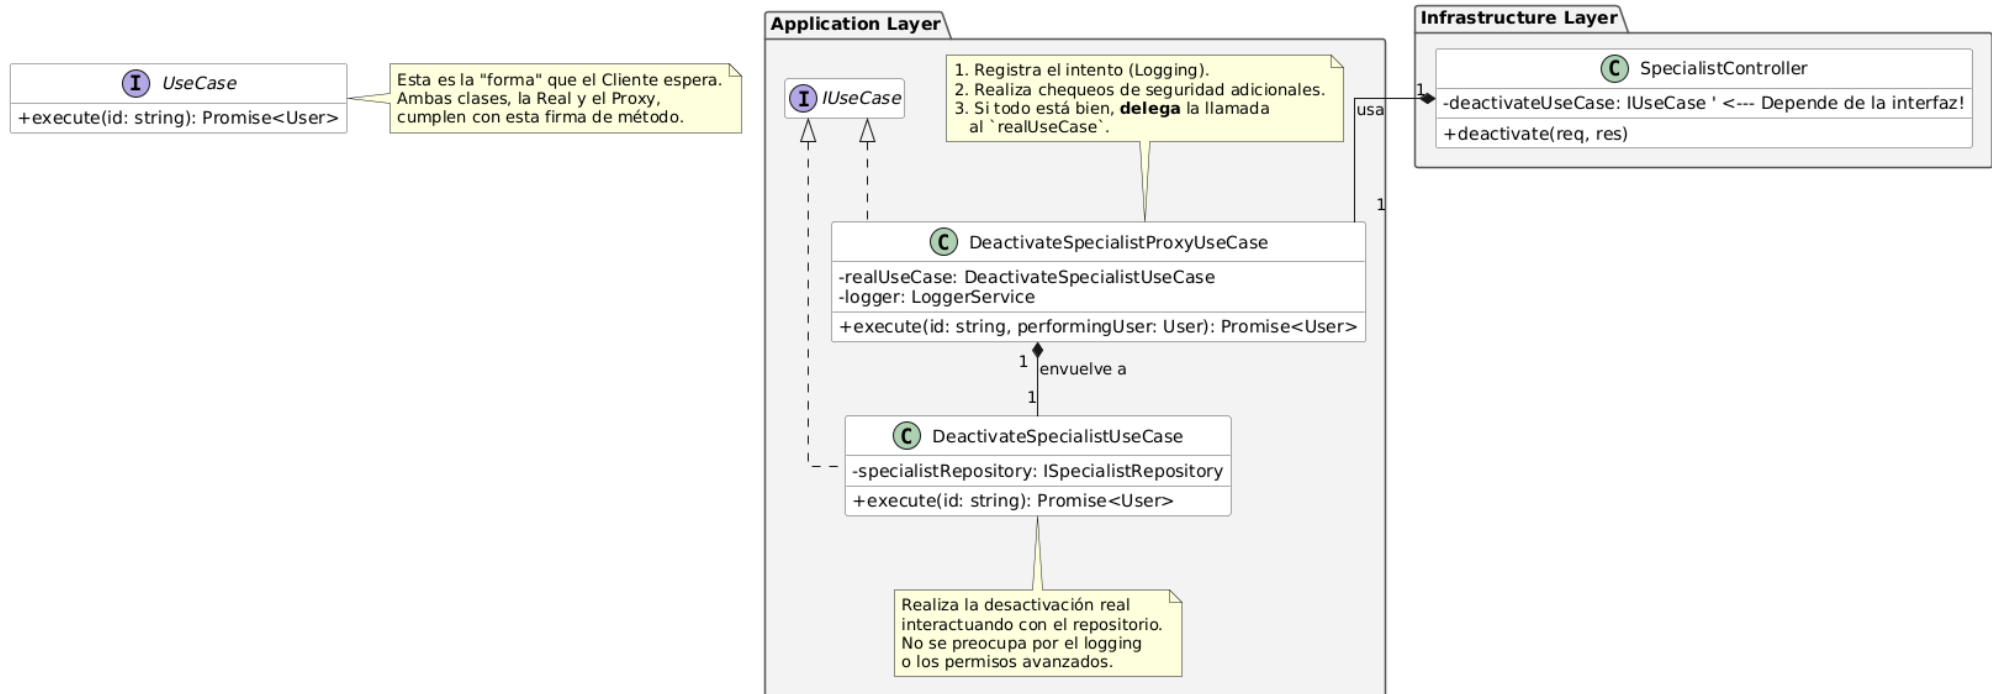 UseCase
+execute(id: string): Promise<User>
Esta es la "forma" que el Cliente espera.
Ambas clases, la Real y el Proxy,
cumplen con esta firma de método.
Application Layer
IUseCase
1. Registra el intento (Logging).
2. Realiza chequeos de seguridad adicionales.
3. Si todo está bien, delega la llamada
al `realUseCase`.
DeactivateSpecialistProxyUseCase
-realUseCase: DeactivateSpecialistUseCase
-logger: LoggerService
+execute(id: string, performingUser: User): Promise<User>
1
envuelve a
1
DeactivateSpecialistUseCase
-specialistRepository: ISpecialistRepository
+execute(id: string): Promise<User>
Realiza la desactivación real
interactuando con el repositorio.
No se preocupa por el logging
o los permisos avanzados.
Infrastructure Layer
SpecialistController
-deactivateUseCase: IUseCase ' <--- Depende de la interfaz!
+deactivate(req, res)
1
usa
1